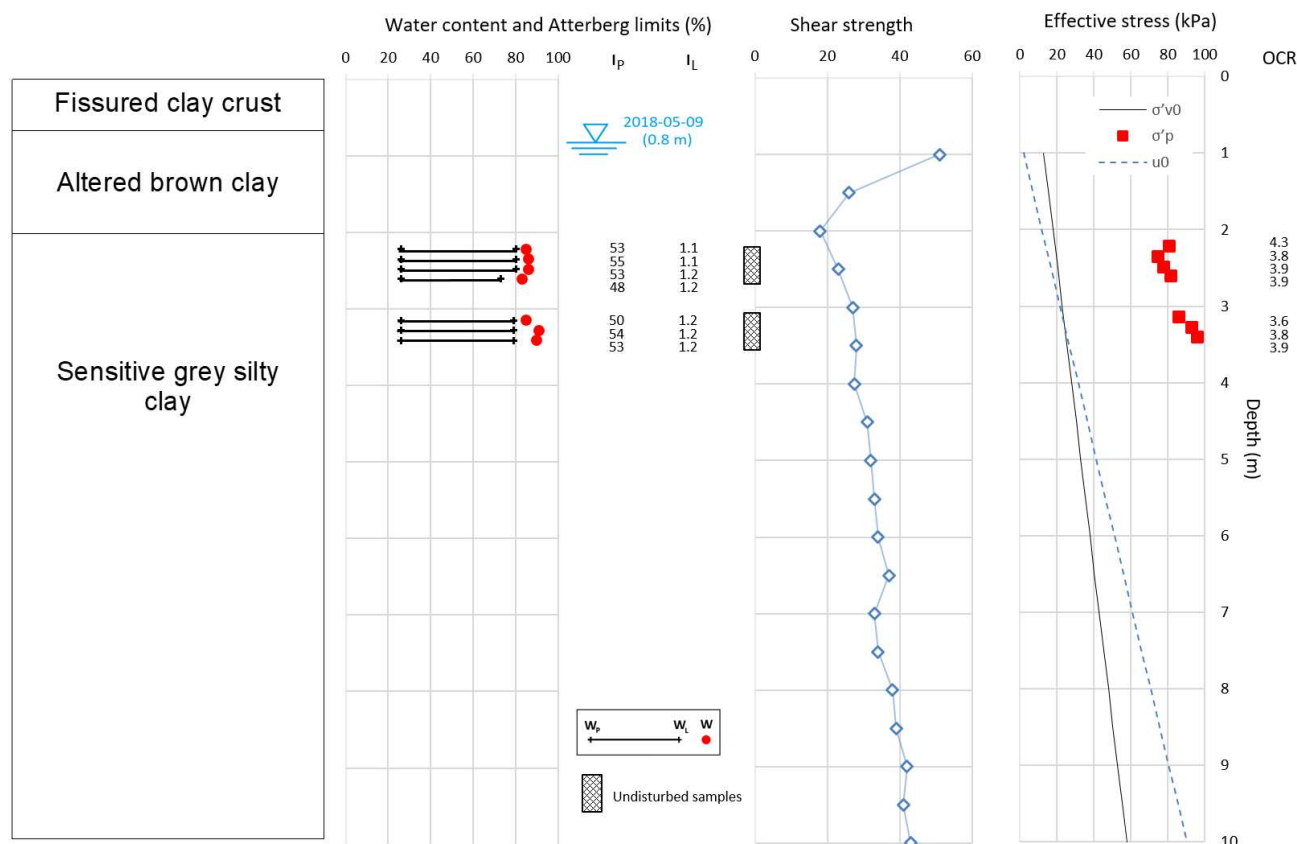 Water content and Atterberg limits (%)
Shear strength
Effective stress (kPa)
0 20 40 60 80 100
I_P I_L
0 20 40 60
0 20 40 60 80 100
OCR
Fissured clay crust
Altered brown clay
Sensitive grey silty
clay
2018-05-09
(0.8 m)
53 1.1
55 1.1
53 1.2
48 1.2
50 1.2
54 1.2
53 1.2
W_P W_L W
Undisturbed samples
σ'v0
σ'p
u0
0
1
2
3
4
5
6
7
8
9
10
Depth (m)
4.3
3.8
3.9
3.9
3.6
3.8
3.9